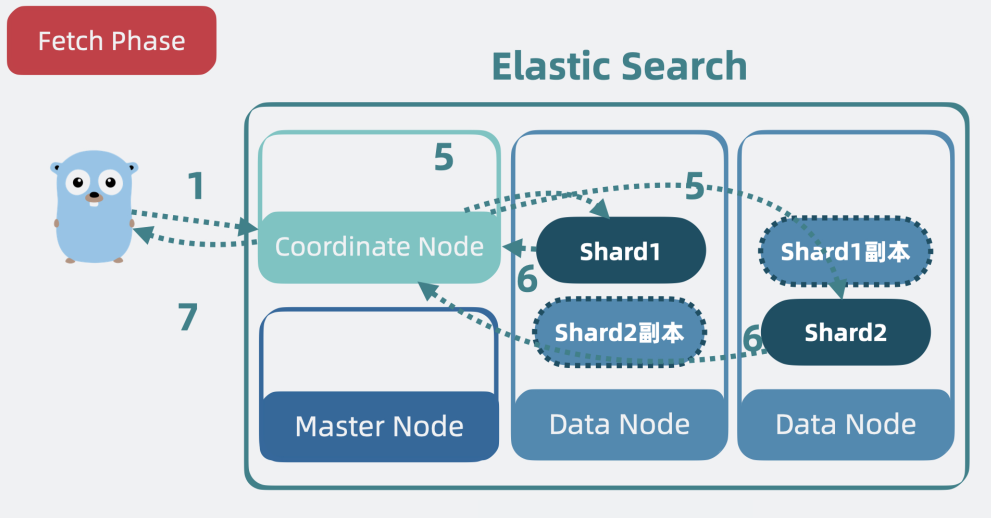 Fetch Phase
Elastic Search
1
5
5
Coordinate Node
Shard1
Shard1副本
6
7
Shard2副本
6
Shard2
Master Node
Data Node
Data Node